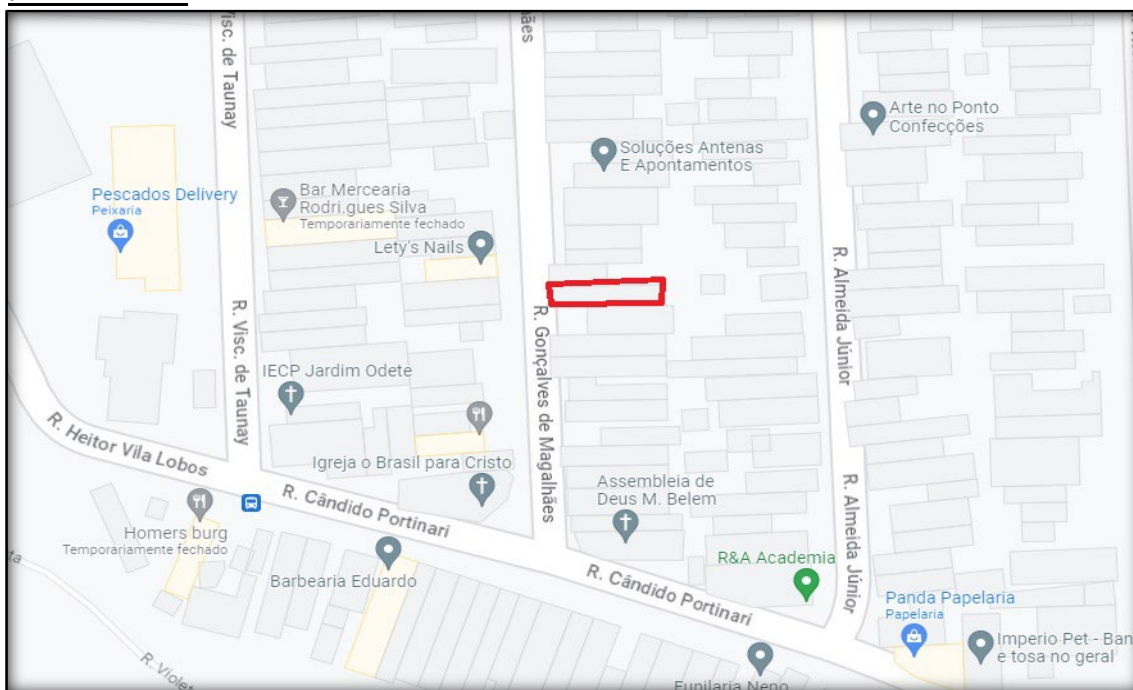 Visc. de Taunay
R. Visc. de Taunay
R. Gonçalves de Magalhães
R. Almeida Júnior
R. Almeida Júnior
Arte no Ponto
Confecções
Soluções Antenas
E Apontamentos
Pescados Delivery
Peixaria
Bar Mercearia
Rodri.gues Silva
Temporariamente fechado
Lety's Nails
IECP Jardim Odete
R. Heitor Vila Lobos
Igreja o Brasil para Cristo
R. Cândido Portinari
Assembleia de
Deus M. Belem
Homers burg
Temporariamente fechado
Barbearia Eduardo
R&A Academia
R. Cândido Portinari
Panda Papelaria
Papelaria
Imperio Pet - Ban
e tosa no geral
R. Violet
Funilaria Neno